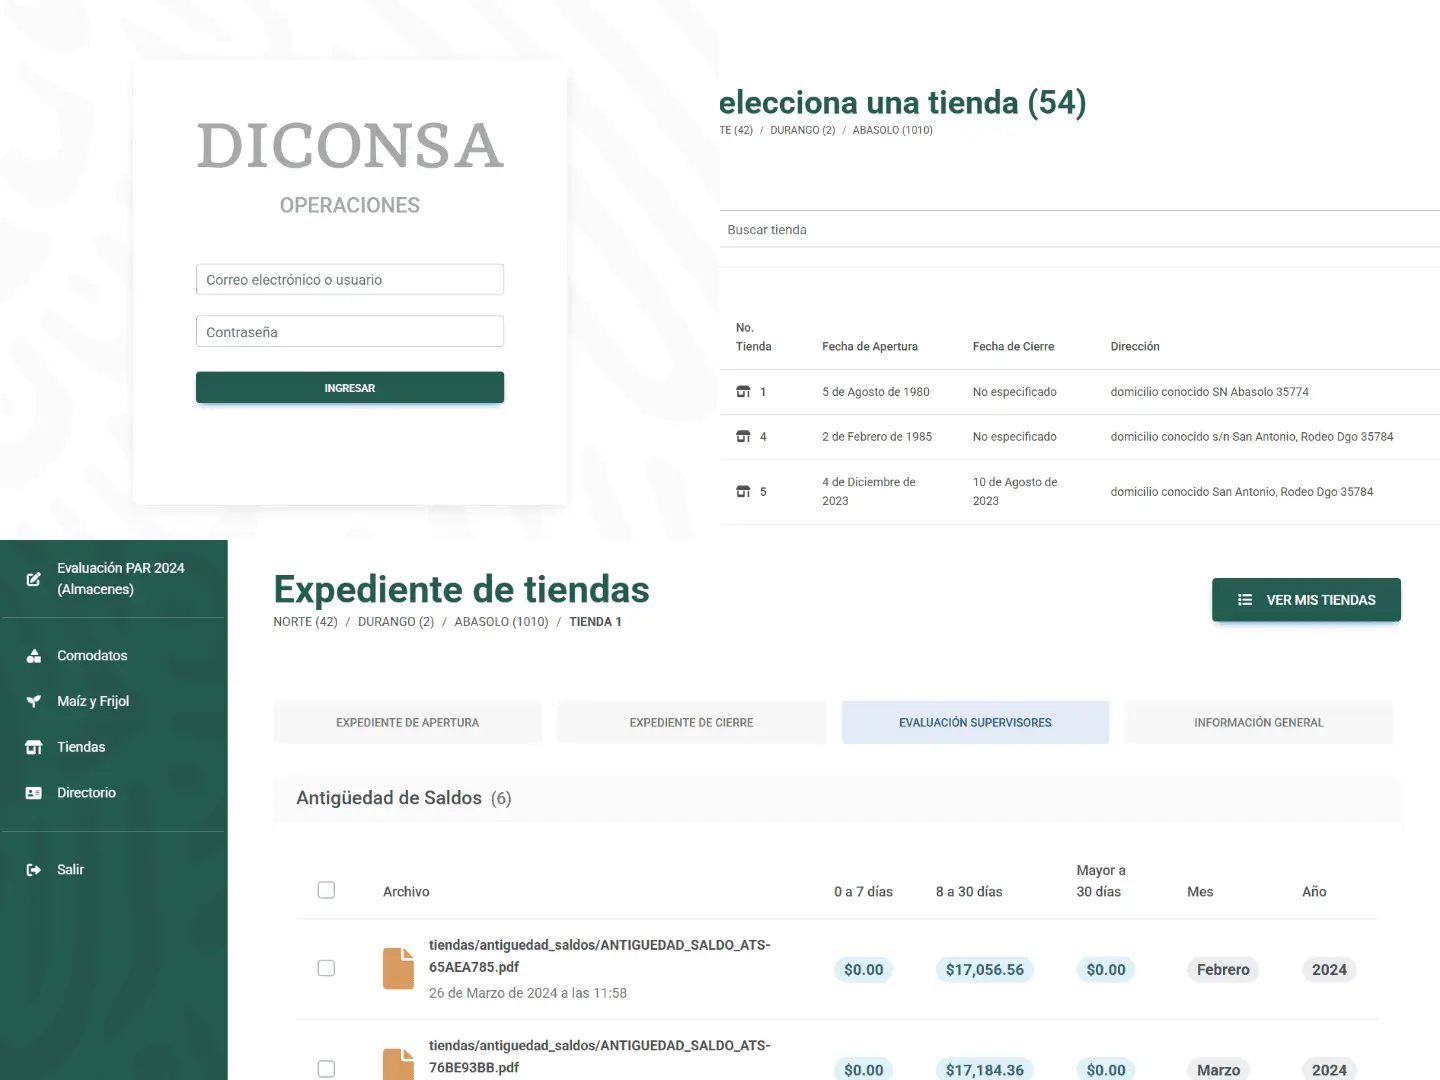 DICONSA
OPERACIONES
Correo electrónico o usuario
Contraseña
INGRESAR
elecciona una tienda (54)
TE (42) / DURANGO (2) / ABASOLO (1010)
Buscar tienda
No.
Tienda Fecha de Apertura Fecha de Cierre Dirección
1 5 de Agosto de 1980 No especificado domicilio conocido SN Abasolo 35774
4 2 de Febrero de 1985 No especificado domicilio conocido s/n San Antonio, Rodeo Dgo 35784
4 de Diciembre de 10 de Agosto de
5 domicilio conocido San Antonio, Rodeo Dgo 35784
2023 2023
Evaluación PAR 2024
(Almacenes)
Comodatos
Maíz y Frijol
Tiendas
Directorio
Salir
Expediente de tiendas
NORTE (42) / DURANGO (2) / ABASOLO (1010) / TIENDA 1
VER MIS TIENDAS
EXPEDIENTE DE APERTURA EXPEDIENTE DE CIERRE EVALUACIÓN SUPERVISORES INFORMACIÓN GENERAL
Antigüedad de Saldos (6)
Mayor a
Archivo 0 a 7 días 8 a 30 días 30 días Mes Año
tiendas/antiguedad_saldos/ANTIGUEDAD_SALDO_ATS-
65AEA785.pdf $0.00 $17,056.56 $0.00 Febrero 2024
26 de Marzo de 2024 a las 11:58
tiendas/antiguedad_saldos/ANTIGUEDAD_SALDO_ATS-
76BE93BB.pdf $0.00 $17,184.36 $0.00 Marzo 2024